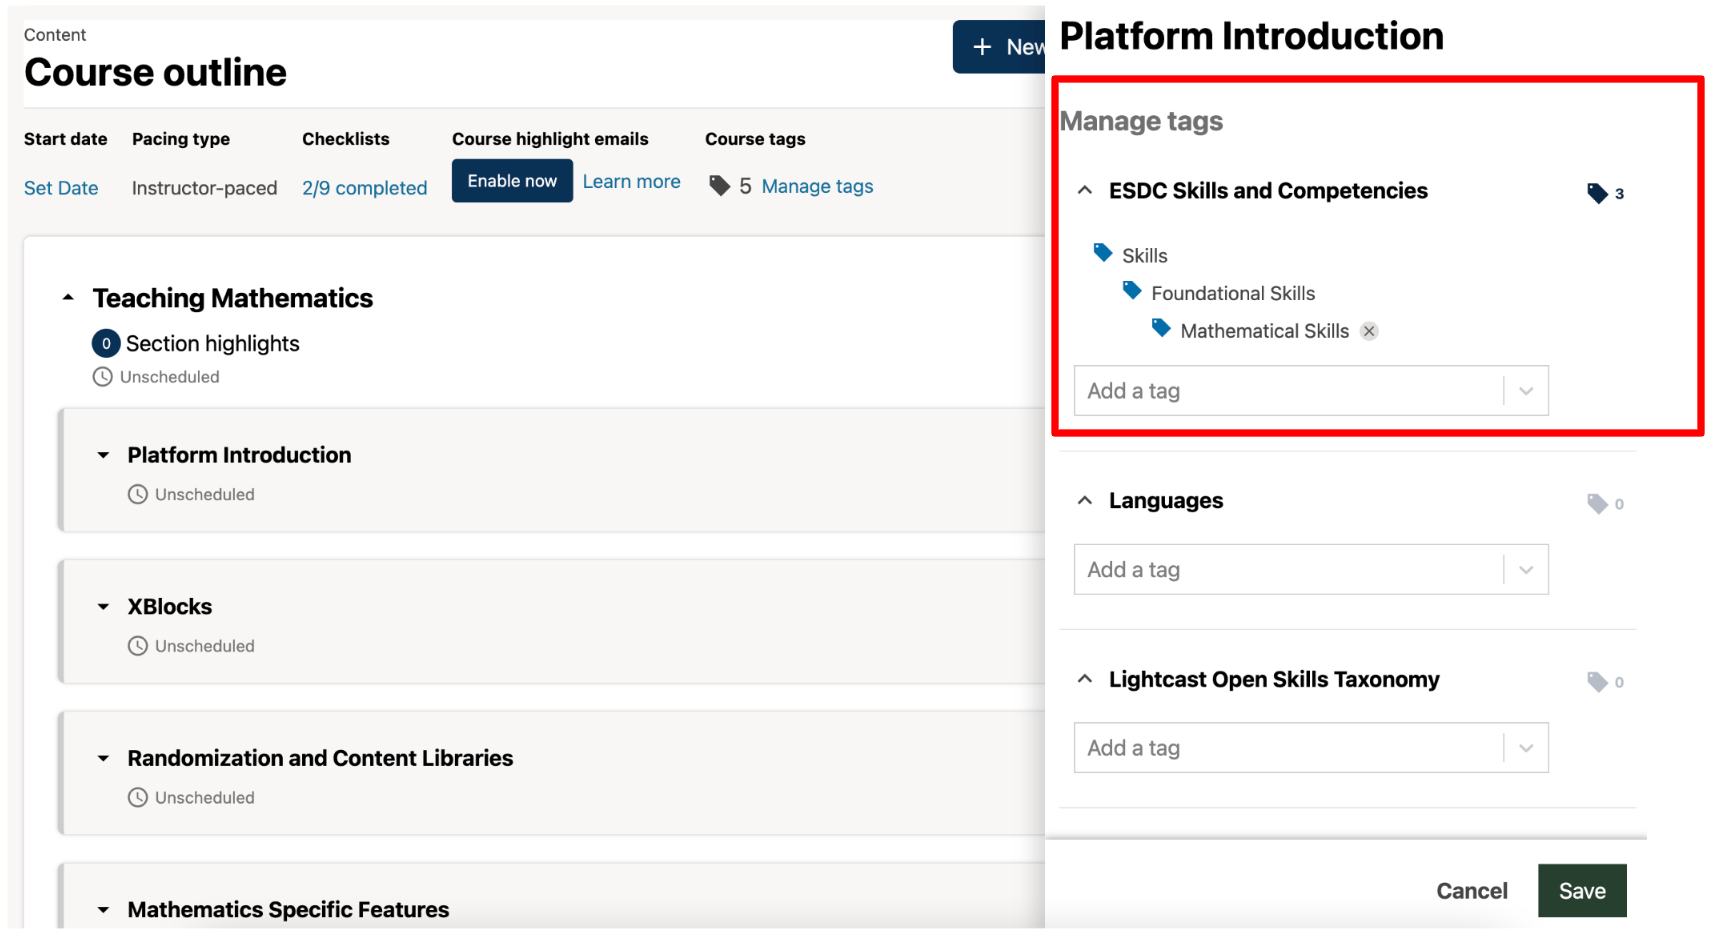 Content
Course outline
+ New
Start date
Set Date
Pacing type
Instructor-paced
Checklists
2/9 completed
Course highlight emails
Enable now
Learn more
Course tags
5 Manage tags
Teaching Mathematics
0 Section highlights
Unscheduled
Platform Introduction
Unscheduled
XBlocks
Unscheduled
Randomization and Content Libraries
Unscheduled
Mathematics Specific Features
Platform Introduction
Manage tags
ESDC Skills and Competencies 3
Skills
Foundational Skills
Mathematical Skills
Add a tag
Languages 0
Add a tag
Lightcast Open Skills Taxonomy 0
Add a tag
Cancel
Save